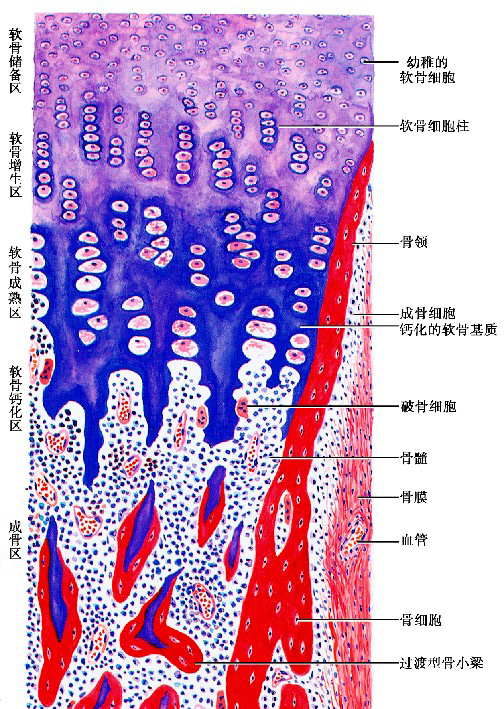 软骨储备区
软骨增生区
软骨成熟区
软骨钙化区
成骨区
幼稚的
软骨细胞
软骨细胞柱
骨领
成骨细胞
钙化的软骨基质
破骨细胞
骨髓
骨膜
血管
骨细胞
过渡型骨小梁